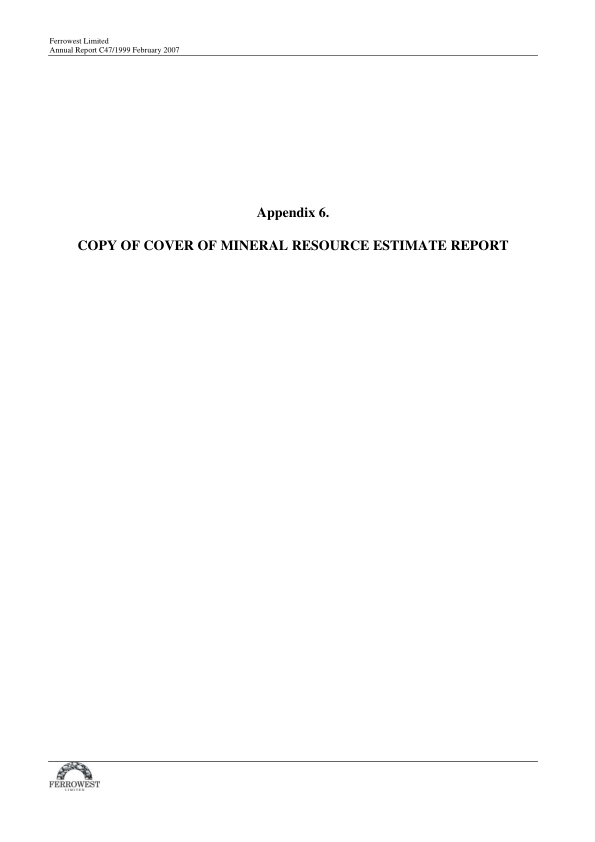 Ferrowest Limited
Annual Report C47/1999 February 2007
Appendix 6.
COPY OF COVER OF MINERAL RESOURCE ESTIMATE REPORT
FERROWEST
LIMITED